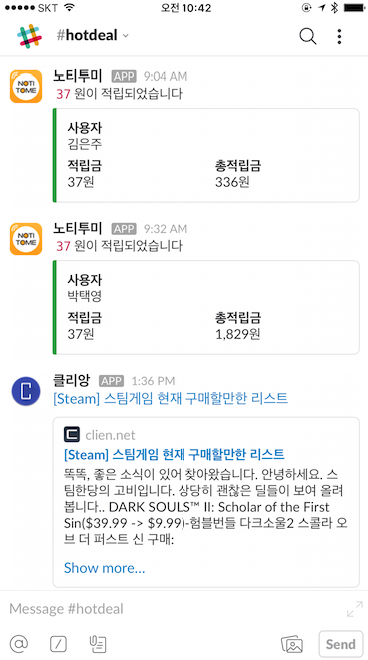 SKT 오전 10:42
#hotdeal
NOTI TOME
노티투미 APP 9:04 AM
37 원이 적립되었습니다
사용자
김은주
적립금 총적립금
37원 336원
NOTI TOME
노티투미 APP 9:32 AM
37 원이 적립되었습니다
사용자
박택영
적립금 총적립금
37원 1,829원
클리앙 APP 1:36 PM
[Steam] 스팀게임 현재 구매할만한 리스트
clien.net
[Steam] 스팀게임 현재 구매할만한 리스트
똑똑, 좋은 소식이 있어 찾아왔습니다. 안녕하세요. 스
팀한당의 고비입니다. 상당히 괜찮은 딜들이 보여 올려
봅니다.. DARK SOULS™ II: Scholar of the First
Sin($39.99 -> $9.99)-험블번들 다크소울2 스콜라 오
브 더 퍼스트 신 구매:
Show more...
Message #hotdeal
Send